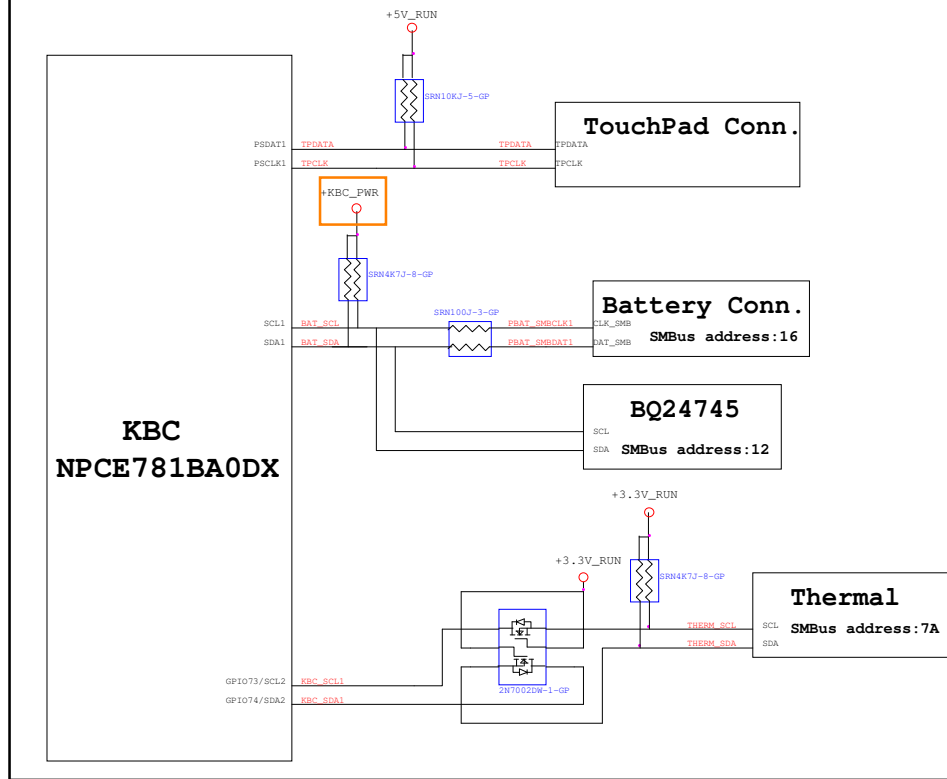 +5V_RUN
SRN10KJ-5-GP
TouchPad Conn.
PSDAT1 TPDATA TPDATA TPDATA
PSCLK1 TPCLK TPCLK TPCLK
+KBC_PWR
SRN4K7J-8-GP
Battery Conn.
SRN100J-3-GP
SCL1 BAT_SCL PBAT_SMBCLK1 CLK_SMB
SMBus address:16
SDA1 BAT_SDA PBAT_SMBDAT1 DAT_SMB
BQ24745
KBC
SCL
SDA SMBus address:12
NPCE781BA0DX
+3.3V_RUN
+3.3V_RUN
SRN4K7J-8-GP
Thermal
THERM_SCL SCL SMBus address:7A
THERM_SDA SDA
GPIO73/SCL2 KBC_SCL1
2N7002DW-1-GP
GPIO74/SDA2 KBC_SDA1